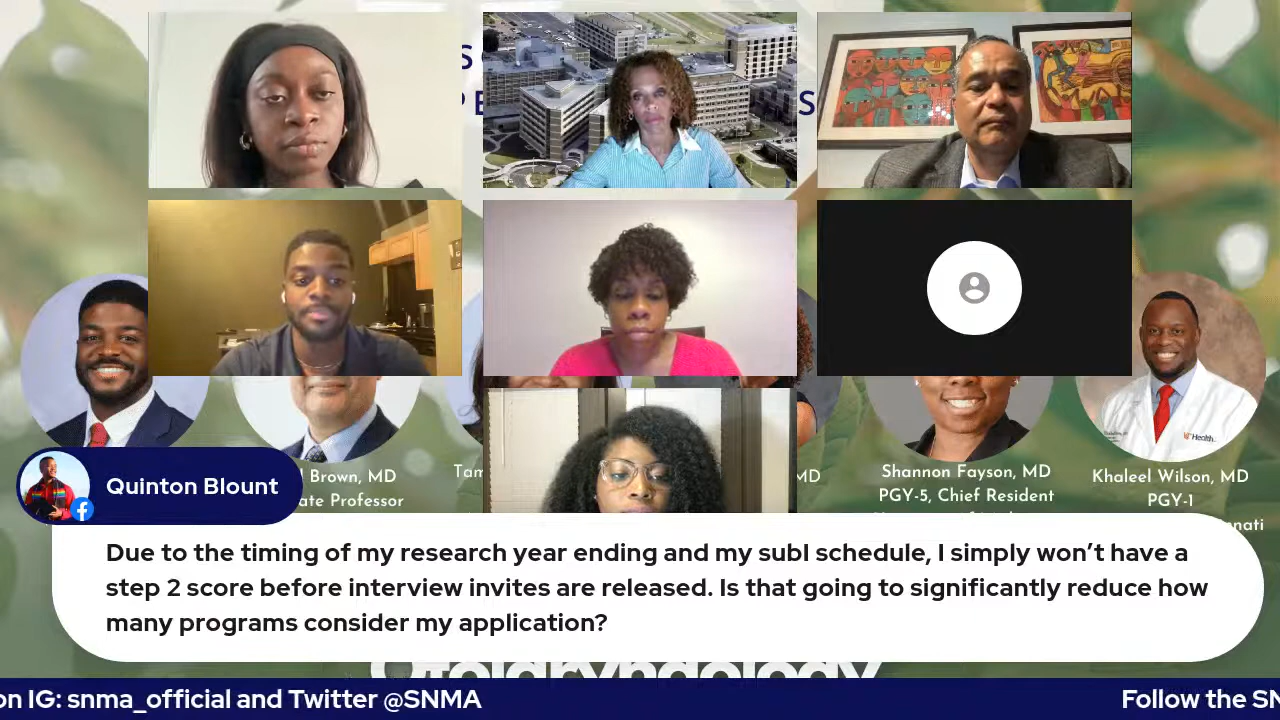 Brown, MD
Professor
MD
Shannon Fayson, MD
PGY-5, Chief Resident
Khaleel Wilson, MD
PGY-1
Quinton Blount
Due to the timing of my research year ending and my subI schedule, I simply won't have a
step 2 score before interview invites are released. Is that going to significantly reduce how
many programs consider my application?
Otolaryngology
on IG: snma_official and Twitter @SNMA
Follow the